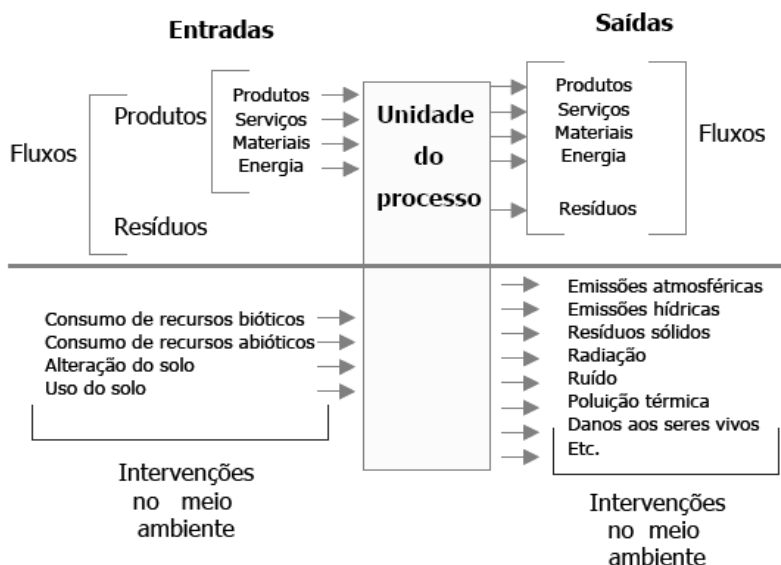 Entradas
Saídas
Fluxos
Produtos
Resíduos
Produtos
Serviços
Materiais
Energia
Unidade
do
processo
Produtos
Serviços
Materiais
Energia
Resíduos
Fluxos
Consumo de recursos bióticos
Consumo de recursos abióticos
Alteração do solo
Uso do solo
Intervenções
no meio
ambiente
Emissões atmosféricas
Emissões hídricas
Resíduos sólidos
Radiação
Ruído
Poluição térmica
Danos aos seres vivos
Etc.
Intervenções
no meio
ambiente